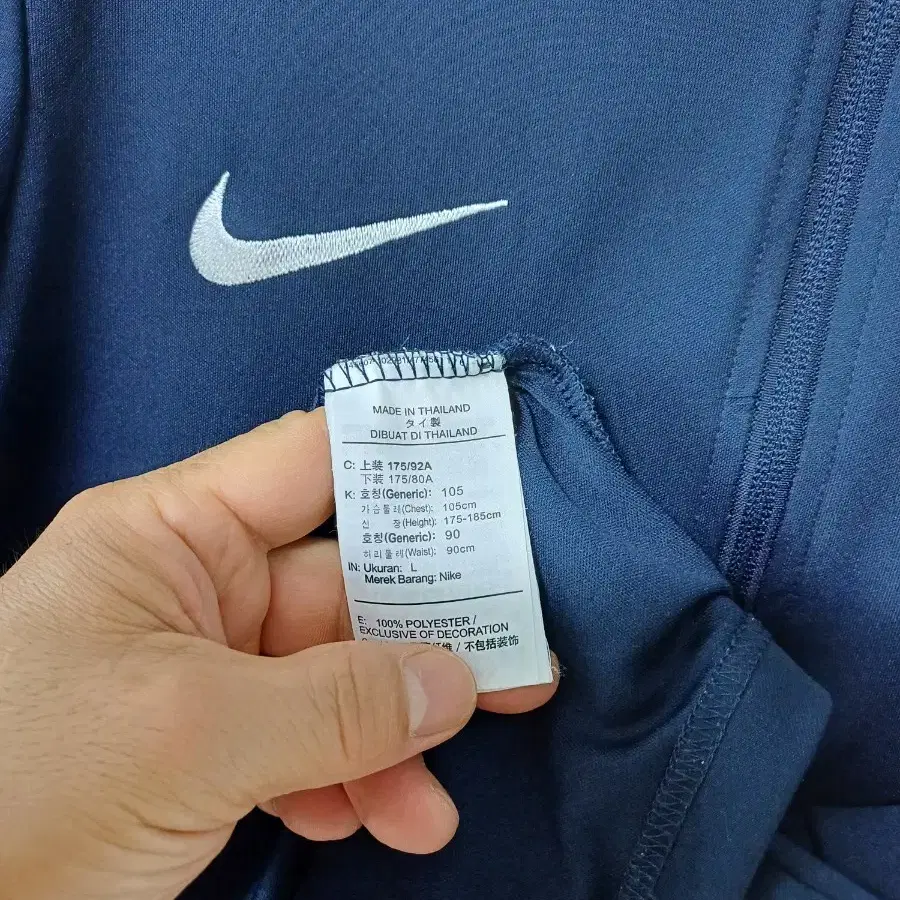 MADE IN THAILAND
タイ製
DIBUAT DI THAILAND
C: 上装 175/92A
下装 175/80A
K: 호칭(Generic): 105
가슴둘레(Chest): 105cm
신 장(Height): 175-185cm
호칭(Generic): 90
허리둘레(Waist): 90cm
IN: Ukuran: L
Merek Barang: Nike
E: 100% POLYESTER /
EXCLUSIVE OF DECORATION
纤维 / 不包括装饰